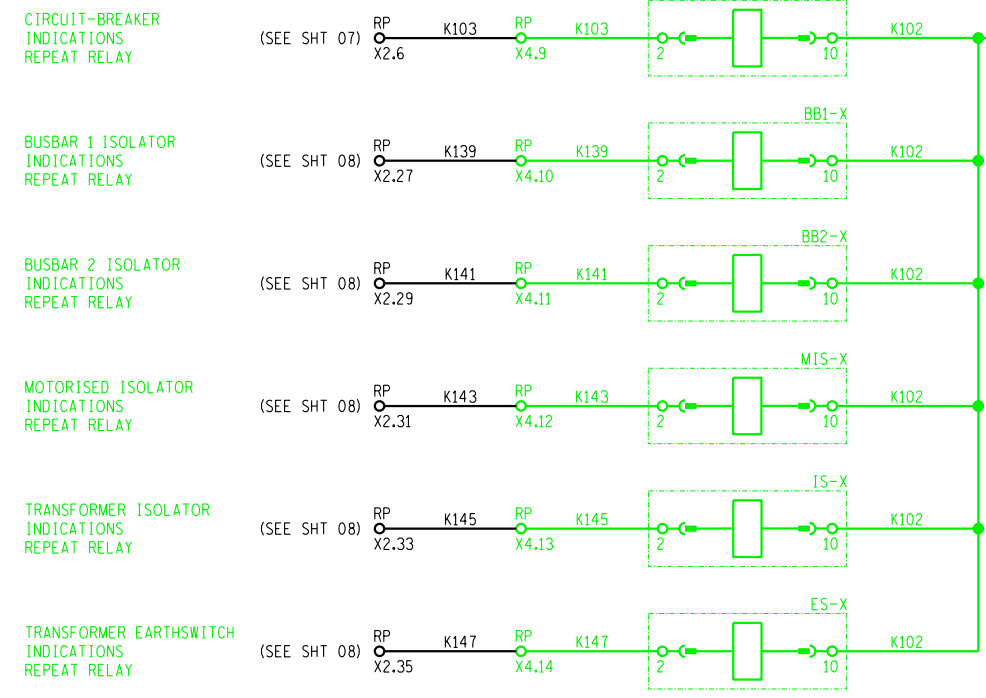 CIRCUIT-BREAKER
INDICATIONS
REPEAT RELAY
(SEE SHT 07)
RP
X2.6
K103
RP
X4.9
K103
2
10
K102
BUSBAR 1 ISOLATOR
INDICATIONS
REPEAT RELAY
(SEE SHT 08)
RP
X2.27
K139
RP
X4.10
K139
BB1-X
2
10
K102
BUSBAR 2 ISOLATOR
INDICATIONS
REPEAT RELAY
(SEE SHT 08)
RP
X2.29
K141
RP
X4.11
K141
BB2-X
2
10
K102
MOTORISED ISOLATOR
INDICATIONS
REPEAT RELAY
(SEE SHT 08)
RP
X2.31
K143
RP
X4.12
K143
MIS-X
2
10
K102
TRANSFORMER ISOLATOR
INDICATIONS
REPEAT RELAY
(SEE SHT 08)
RP
X2.33
K145
RP
X4.13
K145
IS-X
2
10
K102
TRANSFORMER EARTHSWITCH
INDICATIONS
REPEAT RELAY
(SEE SHT 08)
RP
X2.35
K147
RP
X4.14
K147
ES-X
2
10
K102